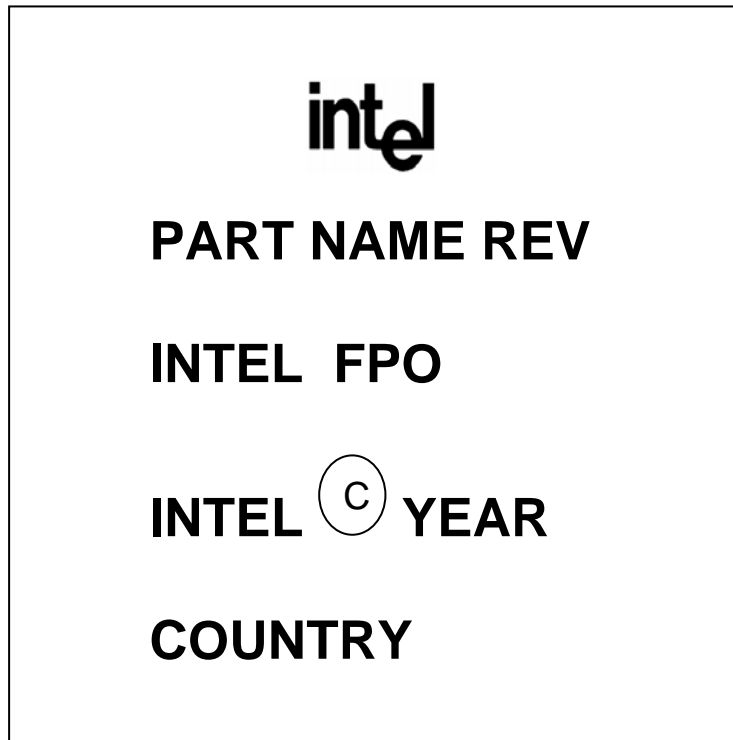 intel
PART NAME REV
INTEL FPO
INTEL © YEAR
COUNTRY